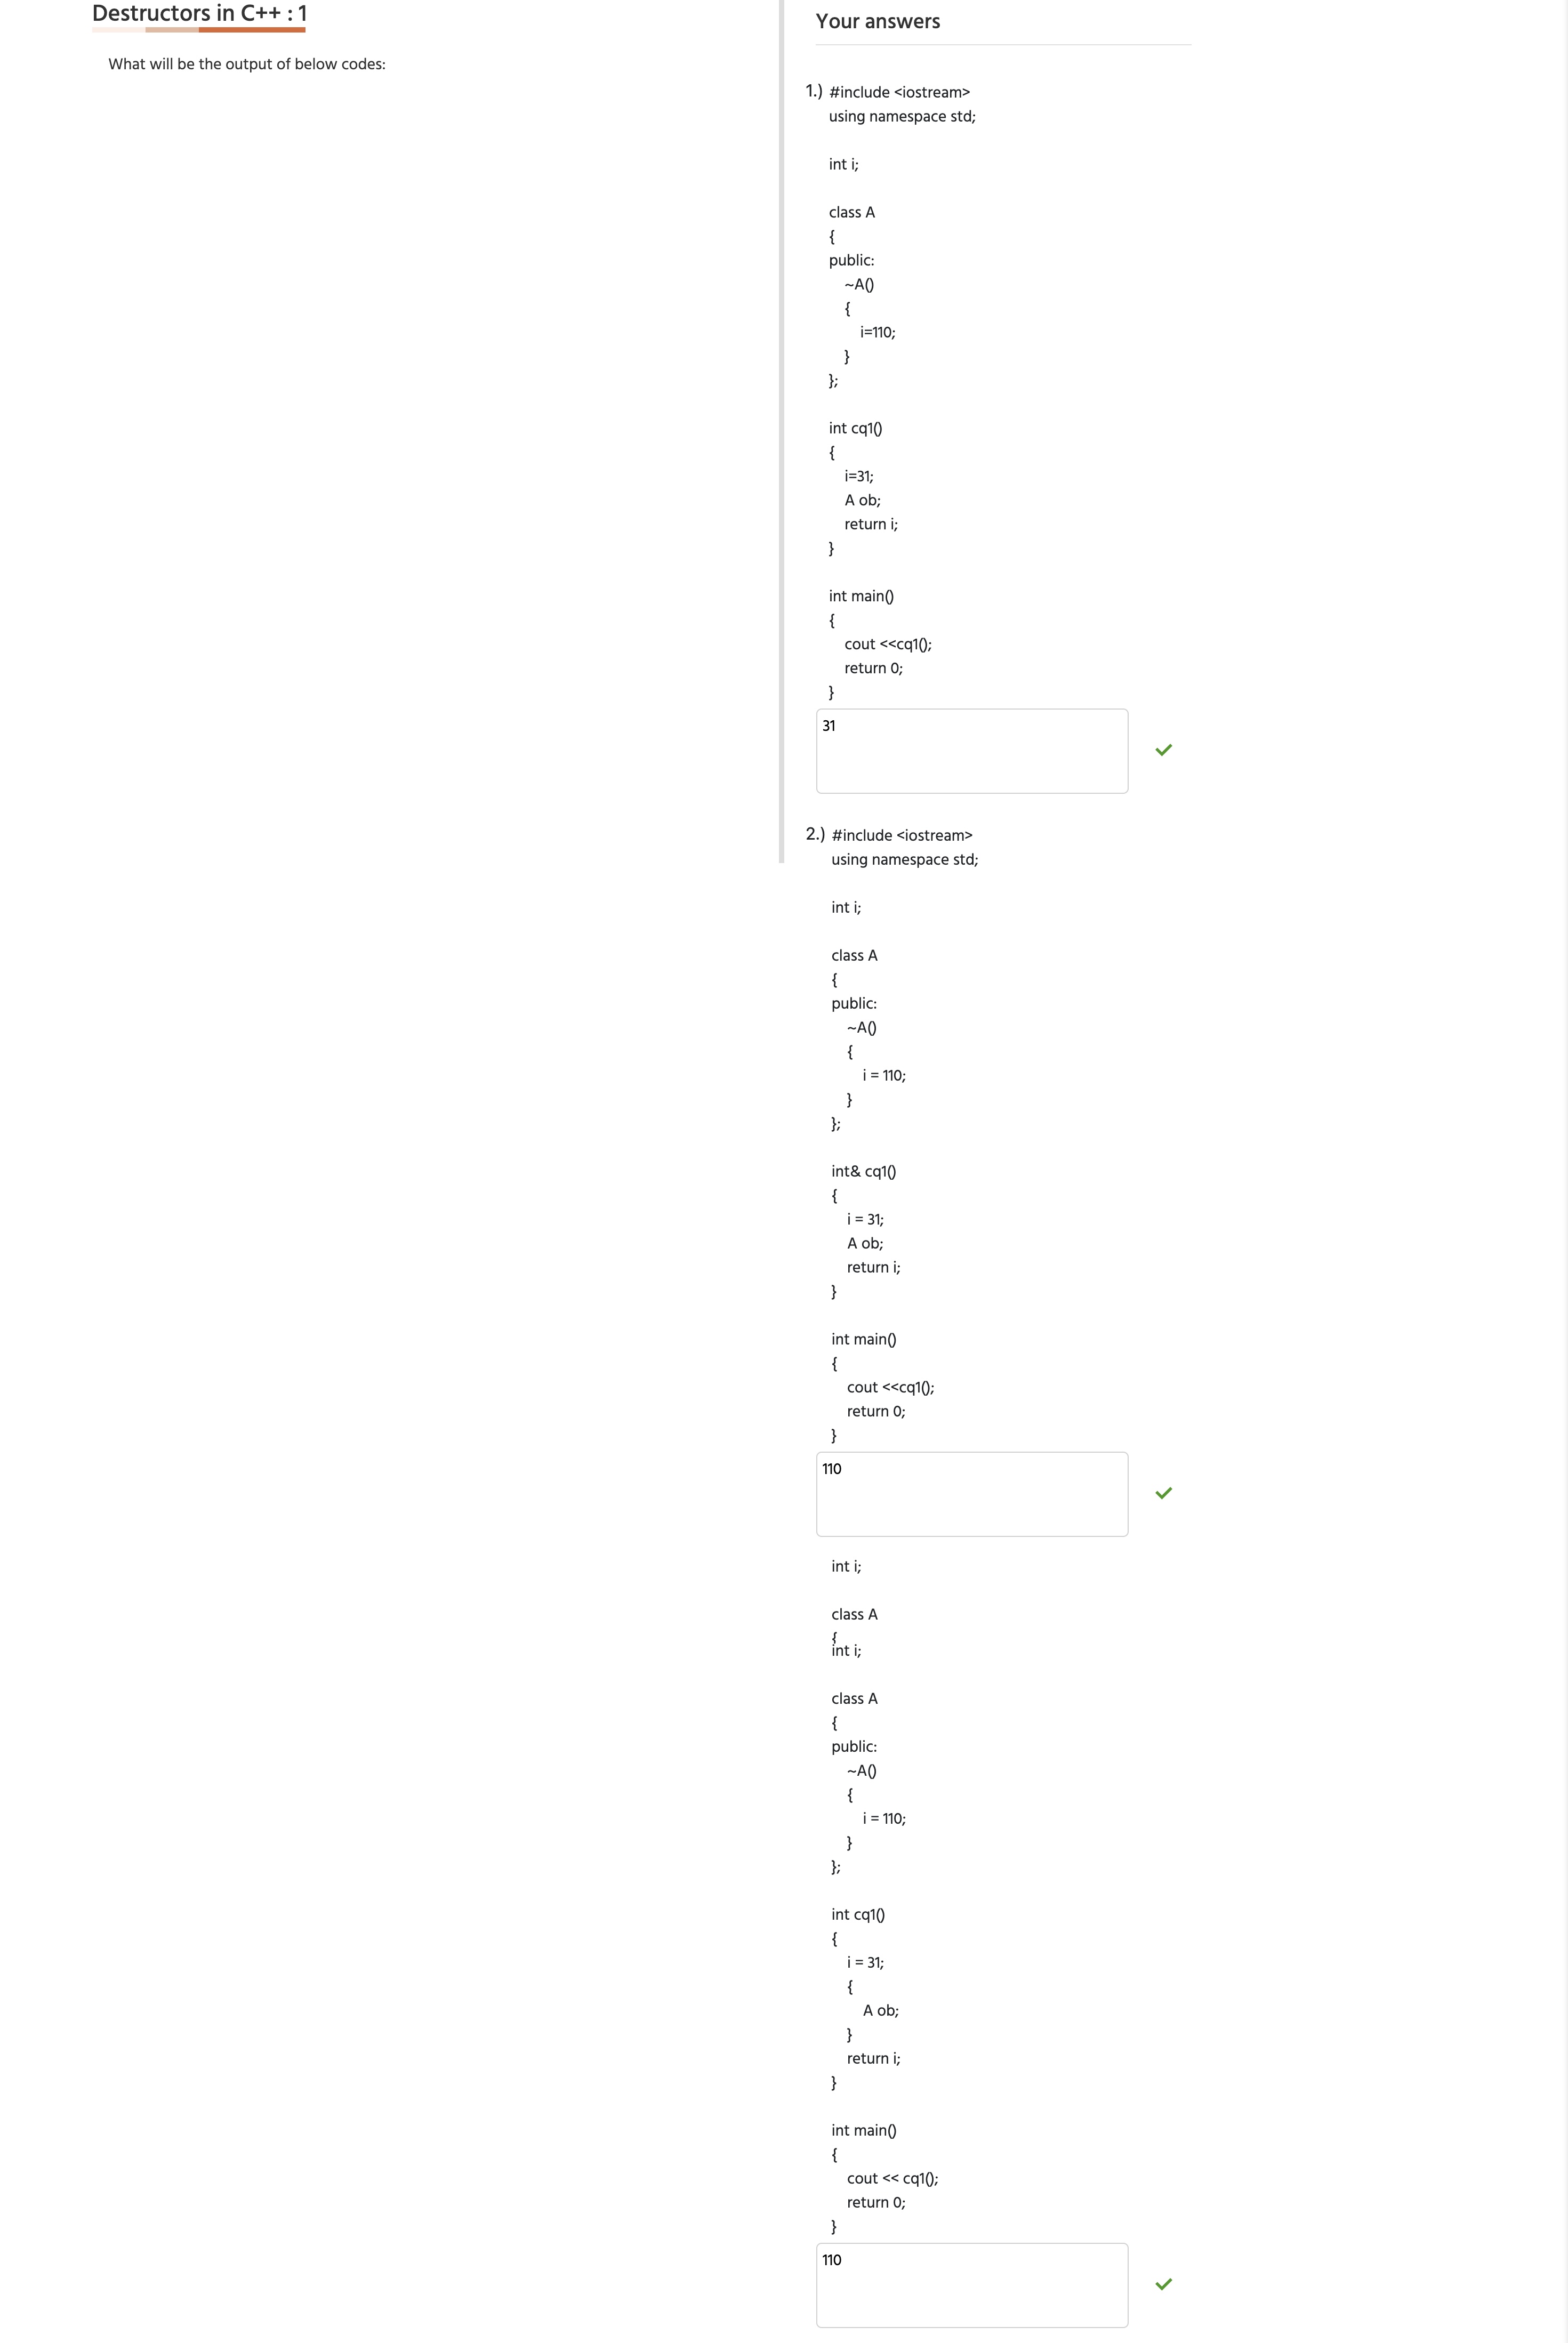 Destructors in C++ : 1
What will be the output of below codes:
Your answers
1.) #include <iostream>
using namespace std;
int i;
class A
{
public:
~A()
{
i=110;
}
};
int cq1()
{
i=31;
A ob;
return i;
}
int main()
{
cout <<cq1();
return 0;
}
31
2.) #include <iostream>
using namespace std;
int i;
class A
{
public:
~A()
{
i = 110;
}
};
int& cq1()
{
i = 31;
A ob;
return i;
}
int main()
{
cout <<cq1();
return 0;
}
110
int i;
class A
{
int i;
class A
{
public:
~A()
{
i = 110;
}
};
int cq1()
{
i = 31;
{
A ob;
}
return i;
}
int main()
{
cout << cq1();
return 0;
}
110